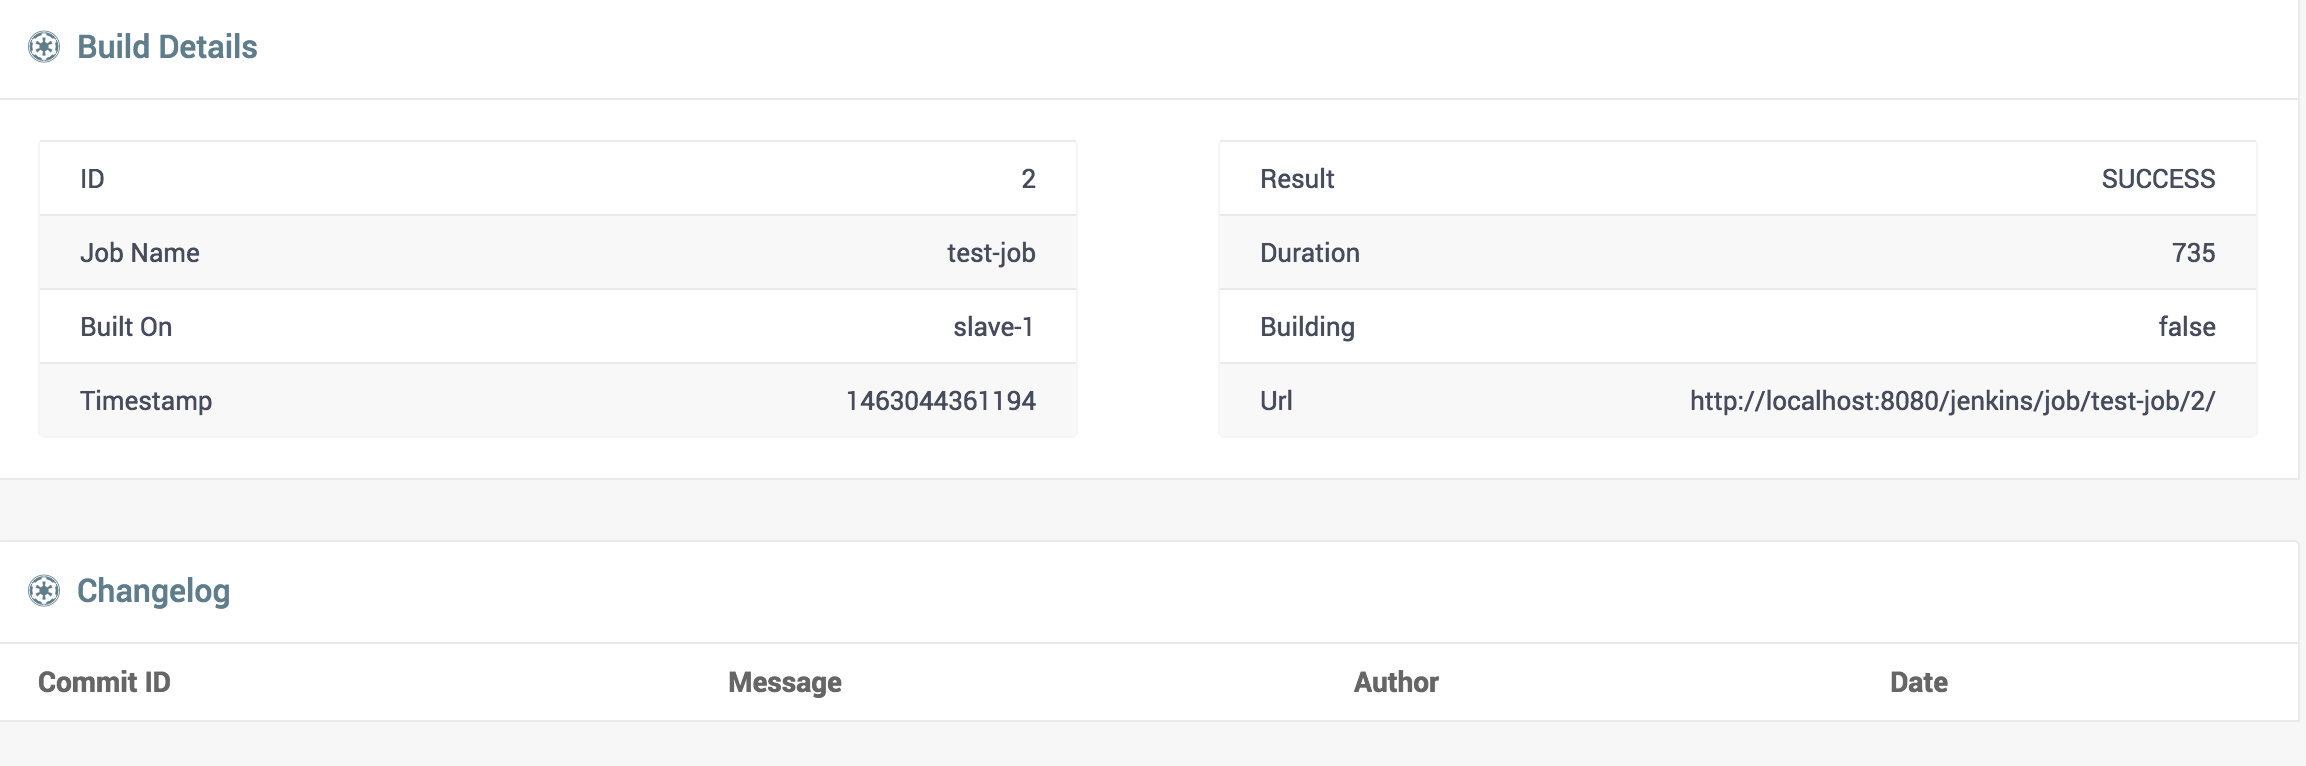 Build Details
ID 2
Job Name test-job
Built On slave-1
Timestamp 1463044361194
Result SUCCESS
Duration 735
Building false
Url http://localhost:8080/jenkins/job/test-job/2/
Changelog
Commit ID Message Author Date